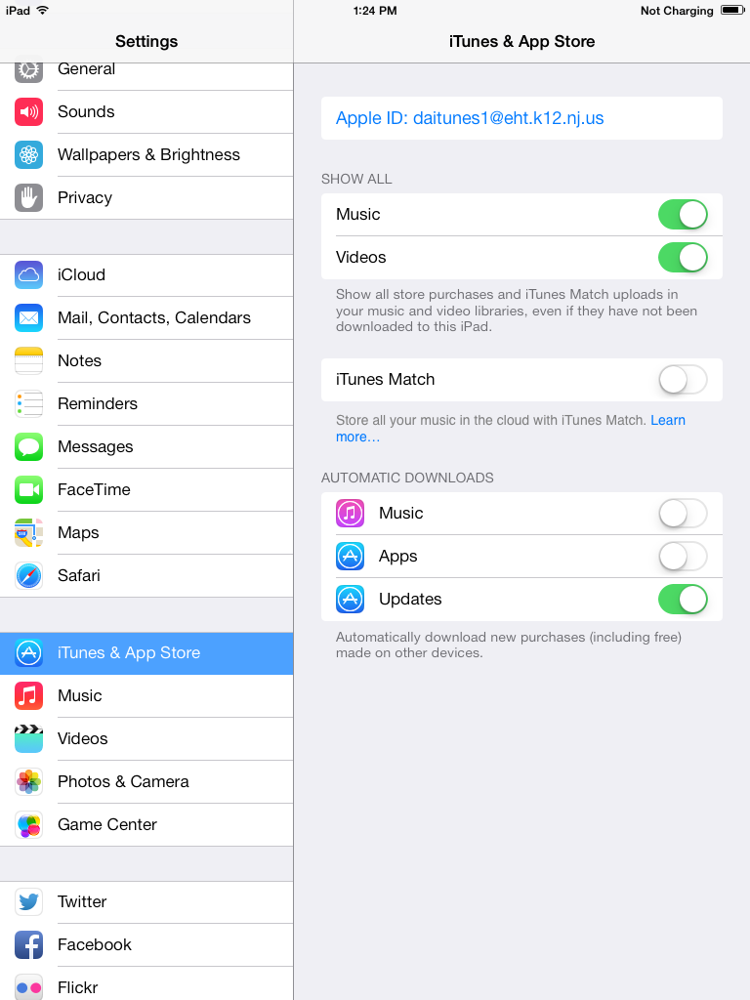 iPad 1:24 PM Not Charging
Settings
iTunes & App Store
General
Sounds
Wallpapers & Brightness
Privacy
iCloud
Mail, Contacts, Calendars
Notes
Reminders
Messages
FaceTime
Maps
Safari
iTunes & App Store
Music
Videos
Photos & Camera
Game Center
Twitter
Facebook
Flickr
Apple ID: daitunes1@eht.k12.nj.us
SHOW ALL
Music
Videos
Show all store purchases and iTunes Match uploads in
your music and video libraries, even if they have not been
downloaded to this iPad.
iTunes Match
Store all your music in the cloud with iTunes Match. Learn
more…
AUTOMATIC DOWNLOADS
Music
Apps
Updates
Automatically download new purchases (including free)
made on other devices.